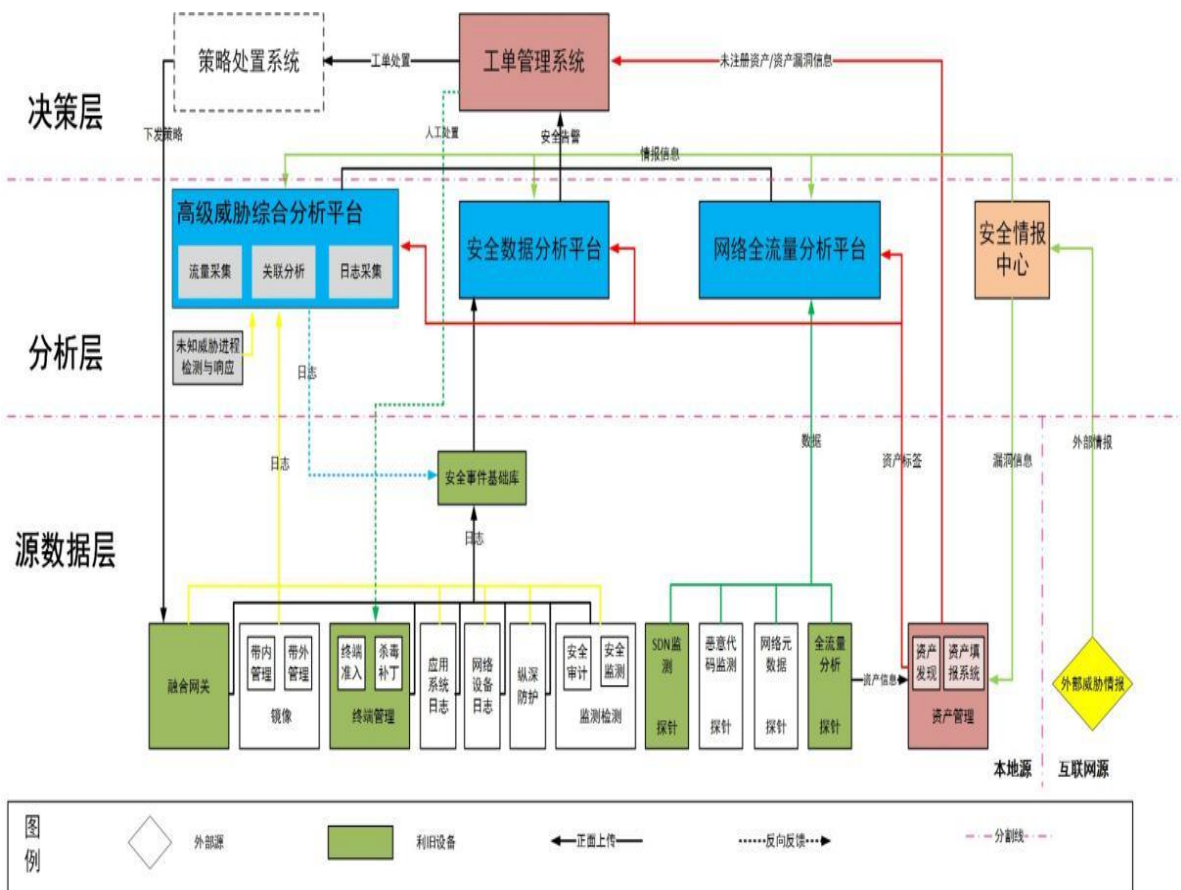 策略处置系统
工单处置
工单管理系统
未注册资产/资产漏洞信息
决策层
下发策略
人工处置
安全告警
情报信息
高级威胁综合分析平台
流量采集
关联分析
日志采集
安全数据分析平台
网络全流量分析平台
安全情报
中心
分析层
未知威胁进程
检测与响应
日志
日志
数据
资产标签
漏洞信息
外部情报
安全事件基础库
源数据层
日志
融合网关
带内
管理
带外
管理
镜像
终端
准入
杀毒
补丁
终端管理
应用
系统
日志
网络
设备
日志
纵深
防护
安全
审计
安全
监测
监测检测
SDN监
测
探针
恶意代
码监测
探针
网络元
数据
探针
全流量
分析
探针
资产信息
资产
发现
资产填
报系统
资产管理
外部威胁情报
本地源
互联网源
图
例
外部源
利旧设备
正面上传
反向反馈
分割线